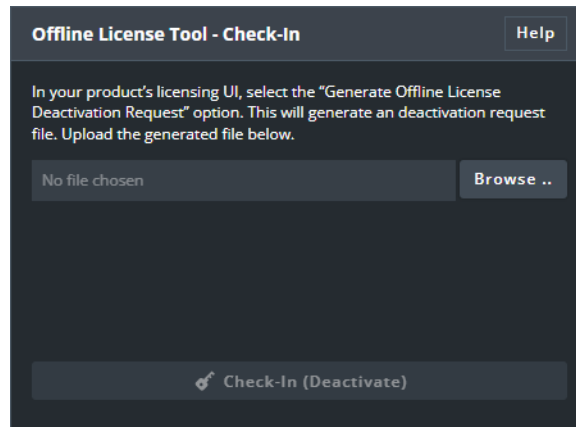 Offline License Tool - Check-In
Help
In your product’s licensing UI, select the “Generate Offline License
Deactivation Request” option. This will generate an deactivation request
file. Upload the generated file below.
No file chosen
Browse ..
Check-In (Deactivate)